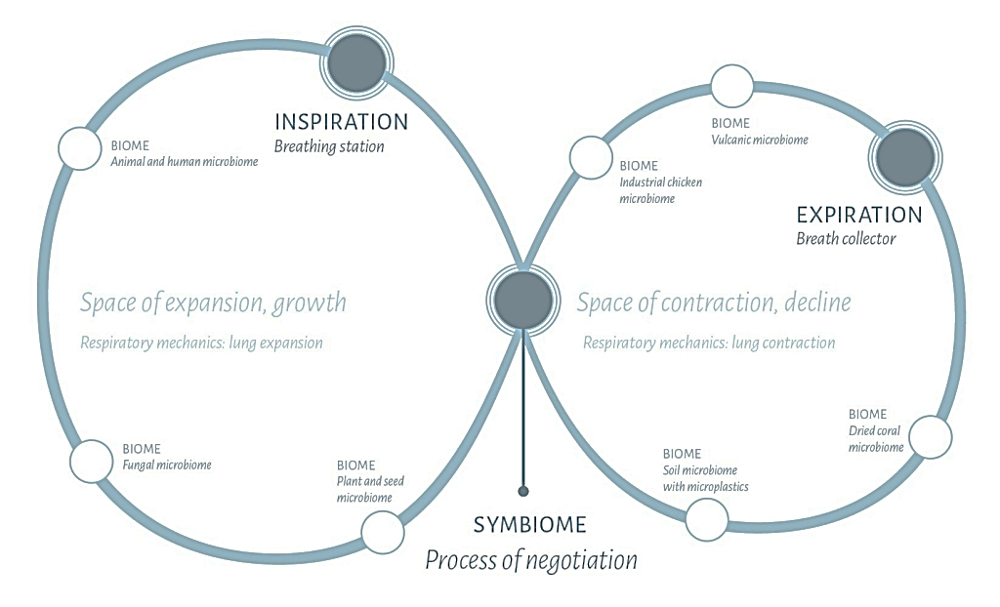 INSPIRATION
Breathing station
BIOME
Animal and human microbiome
Space of expansion, growth
Respiratory mechanics: lung expansion
BIOME
Fungal microbiome
BIOME
Plant and seed
microbiome
BIOME
Vulcanic microbiome
BIOME
Industrial chicken
microbiome
EXPIRATION
Breath collector
Space of contraction, decline
Respiratory mechanics: lung contraction
BIOME
Dried coral
microbiome
BIOME
Soil microbiome
with microplastics
SYMBIOME
Process of negotiation